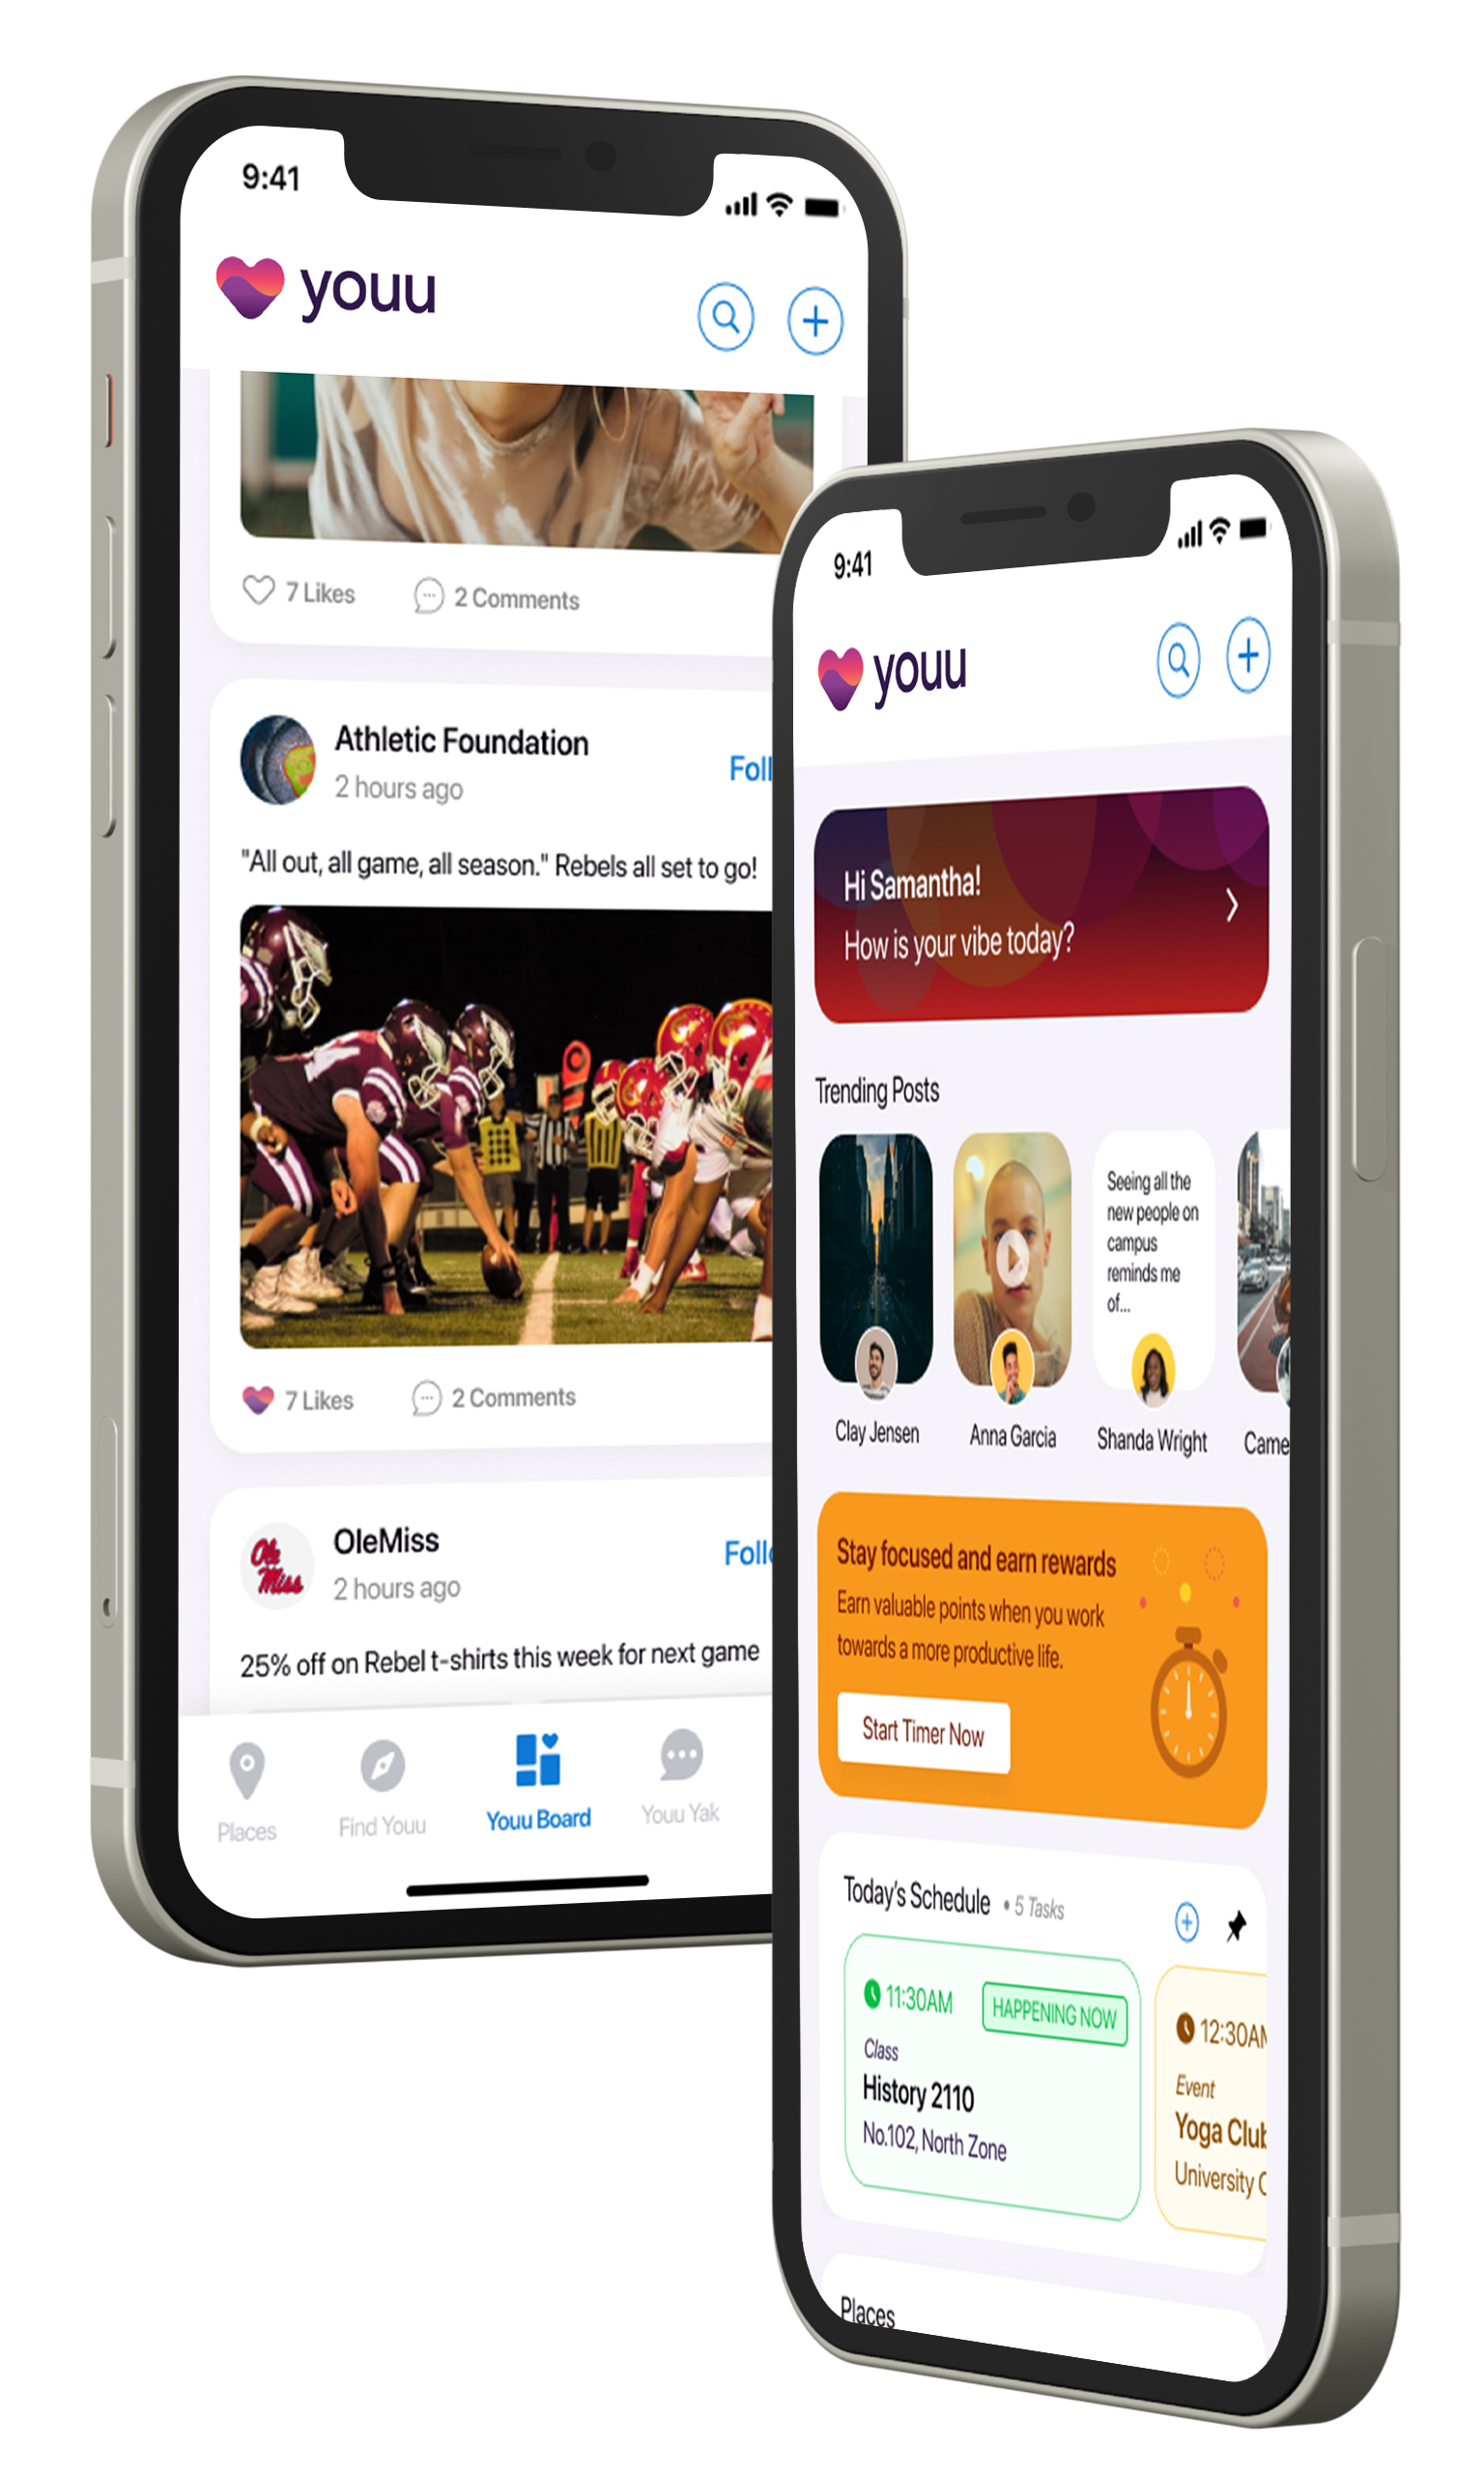 9:41
youu
7 Likes
2 Comments
Athletic Foundation
2 hours ago
Foll
"All out, all game, all season." Rebels all set to go!
7 Likes
2 Comments
Ole
Miss
OleMiss
2 hours ago
Foll
25% off on Rebel t-shirts this week for next game
Places
Find Youu
Youu Board
Youu Yak
9:41
youu
Hi Samantha!
How is your vibe today?
Trending Posts
Seeing all the
new people on
campus
reminds me
of...
Clay Jensen
Anna Garcia
Shanda Wright
Came
Stay focused and earn rewards
Earn valuable points when you work
towards a more productive life.
Start Timer Now
Today's Schedule • 5 Tasks
11:30AM
HAPPENING NOW
Class
History 2110
No.102, North Zone
12:30AM
Event
Yoga Club
University
Places